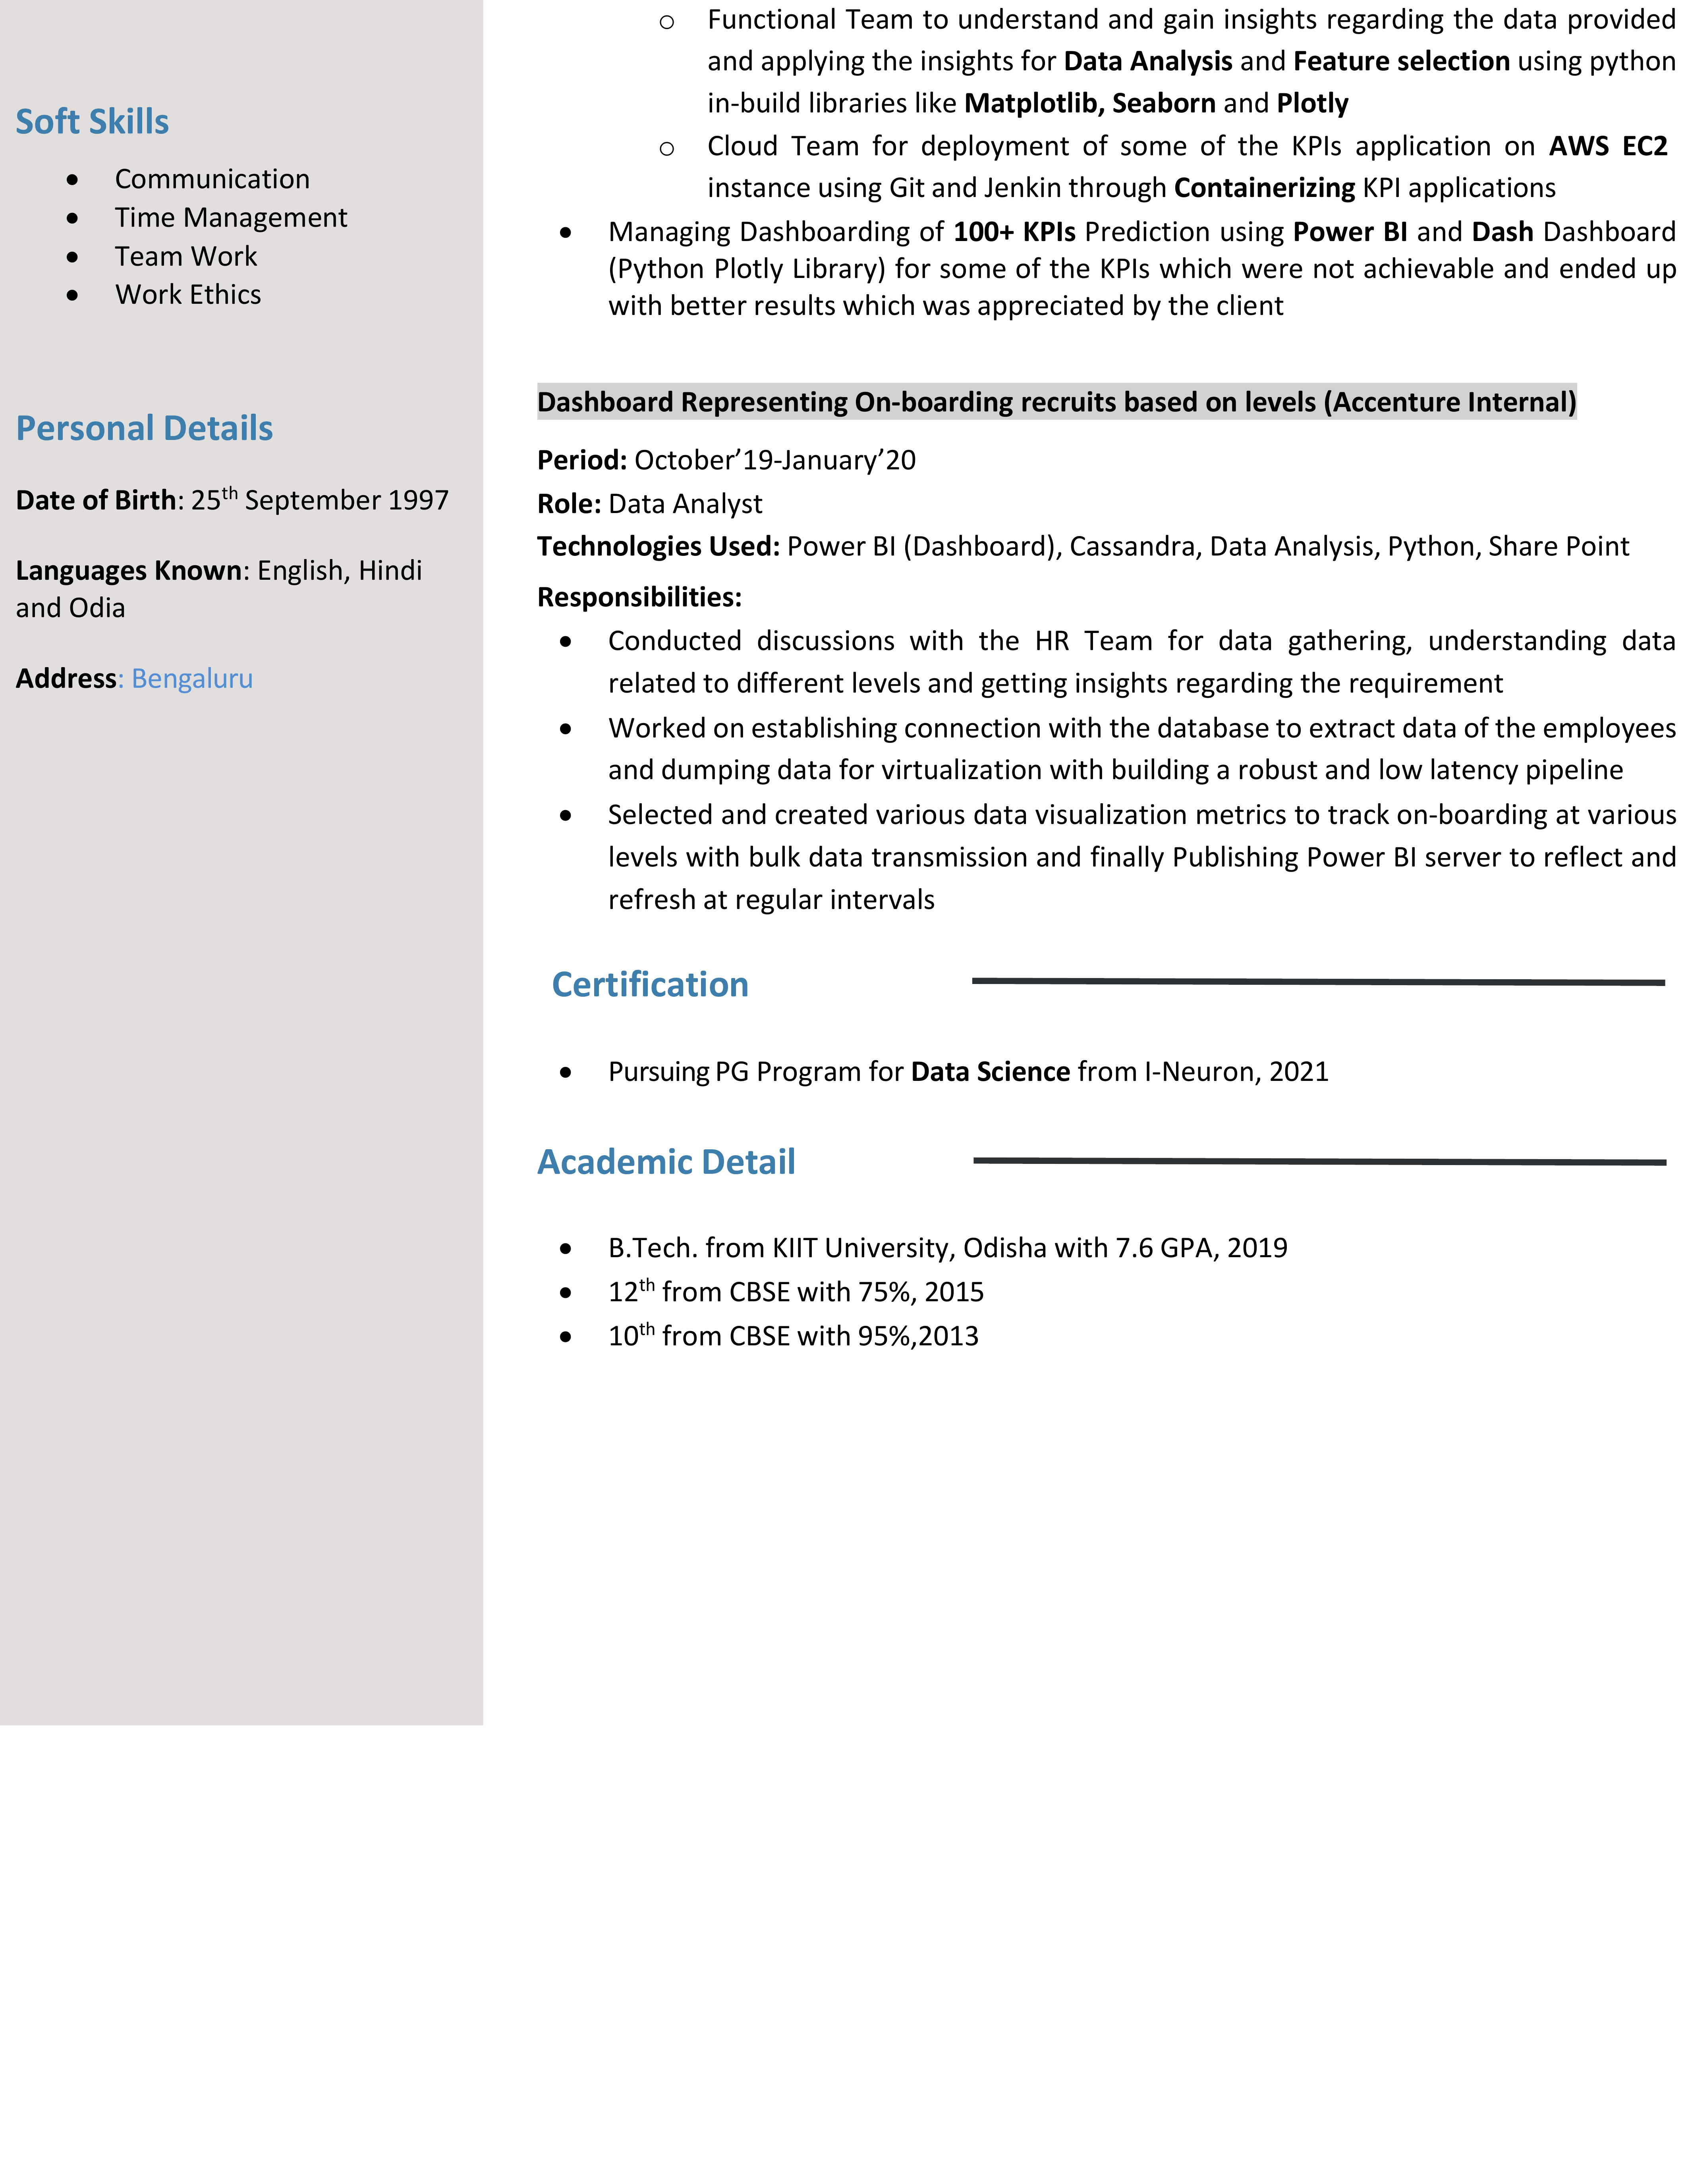 Soft Skills
• Communication
• Time Management
• Team Work
• Work Ethics
Personal Details
Date of Birth: 25th September 1997
Languages Known: English, Hindi
and Odia
Address: Bengaluru
o Functional Team to understand and gain insights regarding the data provided
and applying the insights for Data Analysis and Feature selection using python
in-build libraries like Matplotlib, Seaborn and Plotly
o Cloud Team for deployment of some of the KPIs application on AWS EC2
instance using Git and Jenkin through Containerizing KPI applications
• Managing Dashboarding of 100+ KPIs Prediction using Power BI and Dash Dashboard
(Python Plotly Library) for some of the KPIs which were not achievable and ended up
with better results which was appreciated by the client
Dashboard Representing On-boarding recruits based on levels (Accenture Internal)
Period: October’19-January’20
Role: Data Analyst
Technologies Used: Power BI (Dashboard), Cassandra, Data Analysis, Python, Share Point
Responsibilities:
• Conducted discussions with the HR Team for data gathering, understanding data
related to different levels and getting insights regarding the requirement
• Worked on establishing connection with the database to extract data of the employees
and dumping data for virtualization with building a robust and low latency pipeline
• Selected and created various data visualization metrics to track on-boarding at various
levels with bulk data transmission and finally Publishing Power BI server to reflect and
refresh at regular intervals
Certification
• Pursuing PG Program for Data Science from I-Neuron, 2021
Academic Detail
• B.Tech. from KIIT University, Odisha with 7.6 GPA, 2019
• 12th from CBSE with 75%, 2015
• 10th from CBSE with 95%,2013